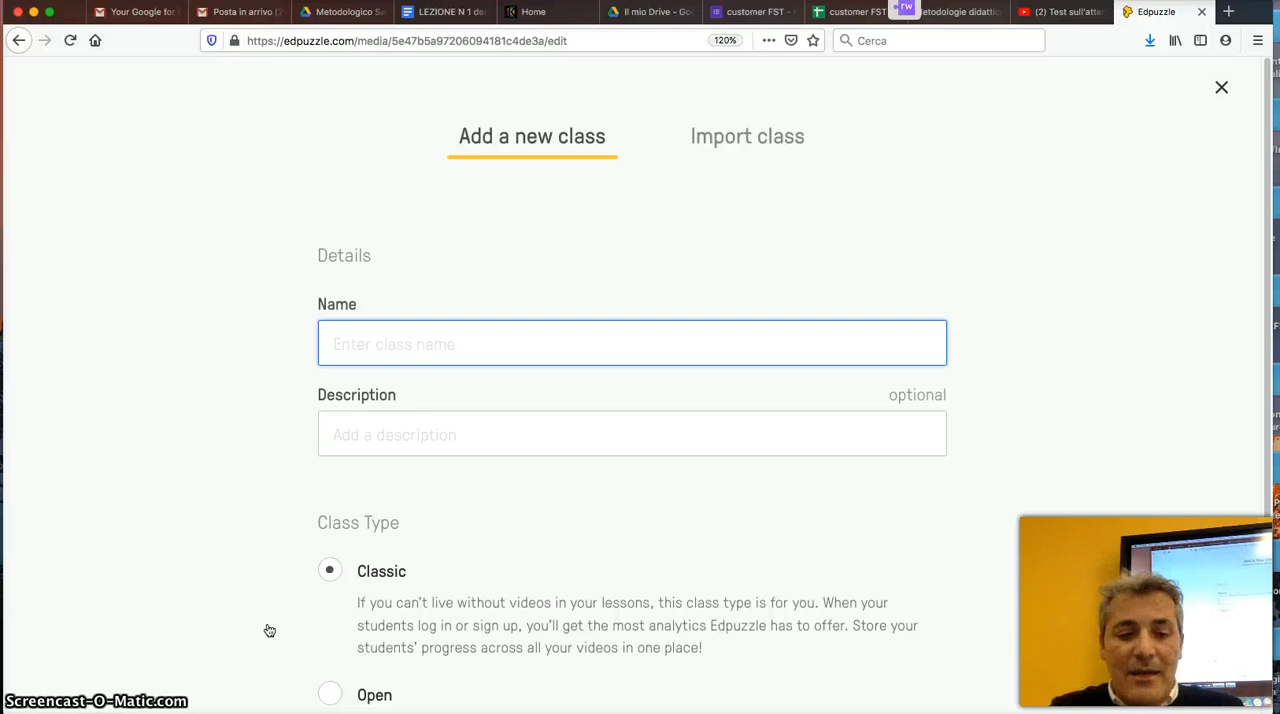 Your Google for
Posta in arrivo (2
Metodologico Sa
LEZIONE N 1 de
Home
Il mio Drive - Go
customer FST -
customer FST
etodologie didatti
(2) Test sull'atte
Edpuzzle
rw
https://edpuzzle.com/media/5e47b5a97206094181c4de3a/edit
120%
Cerca
Add a new class
Import class
Details
Name
Enter class name
Description
optional
Add a description
Class Type
Classic
If you can't live without videos in your lessons, this class type is for you. When your
students log in or sign up, you'll get the most analytics Edpuzzle has to offer. Store your
students' progress across all your videos in one place!
Open
Screencast-O-Matic.com